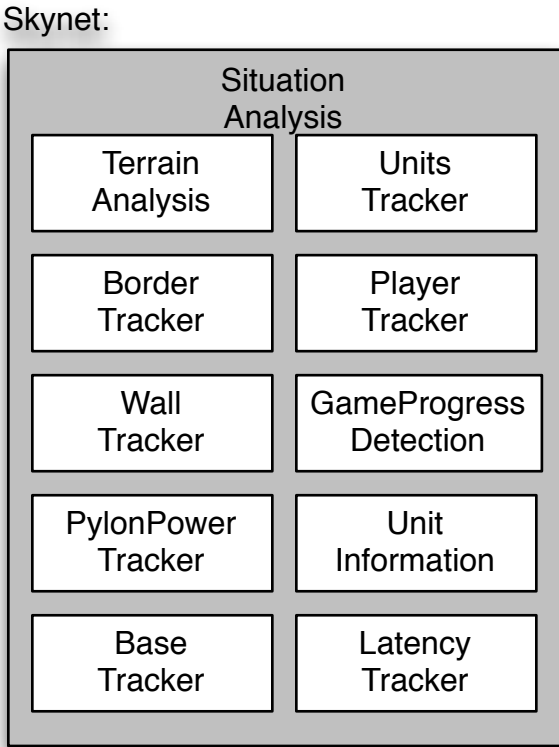 Skynet:
Situation
Analysis
Terrain
Analysis
Units
Tracker
Border
Tracker
Player
Tracker
Wall
Tracker
GameProgress
Detection
PylonPower
Tracker
Unit
Information
Base
Tracker
Latency
Tracker